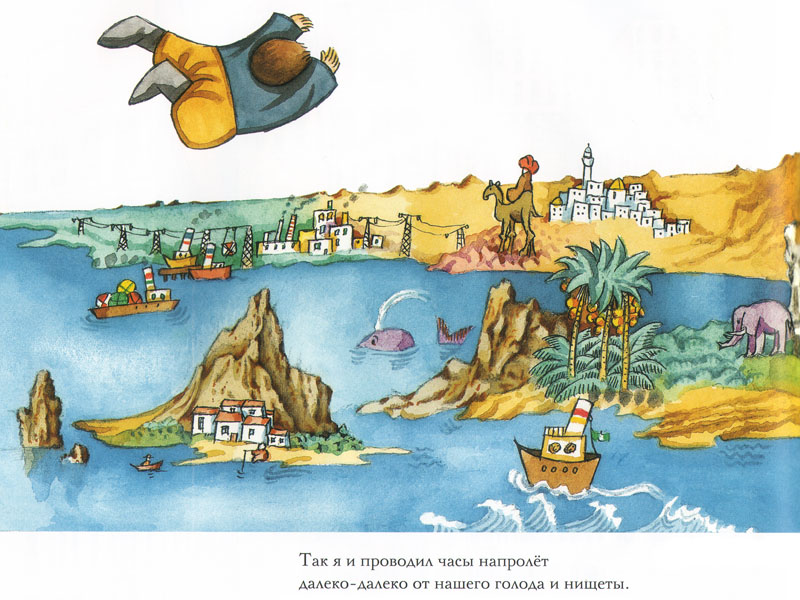 Так я и проводил часы напролёт
далеко-далеко от нашего голода и нищеты.